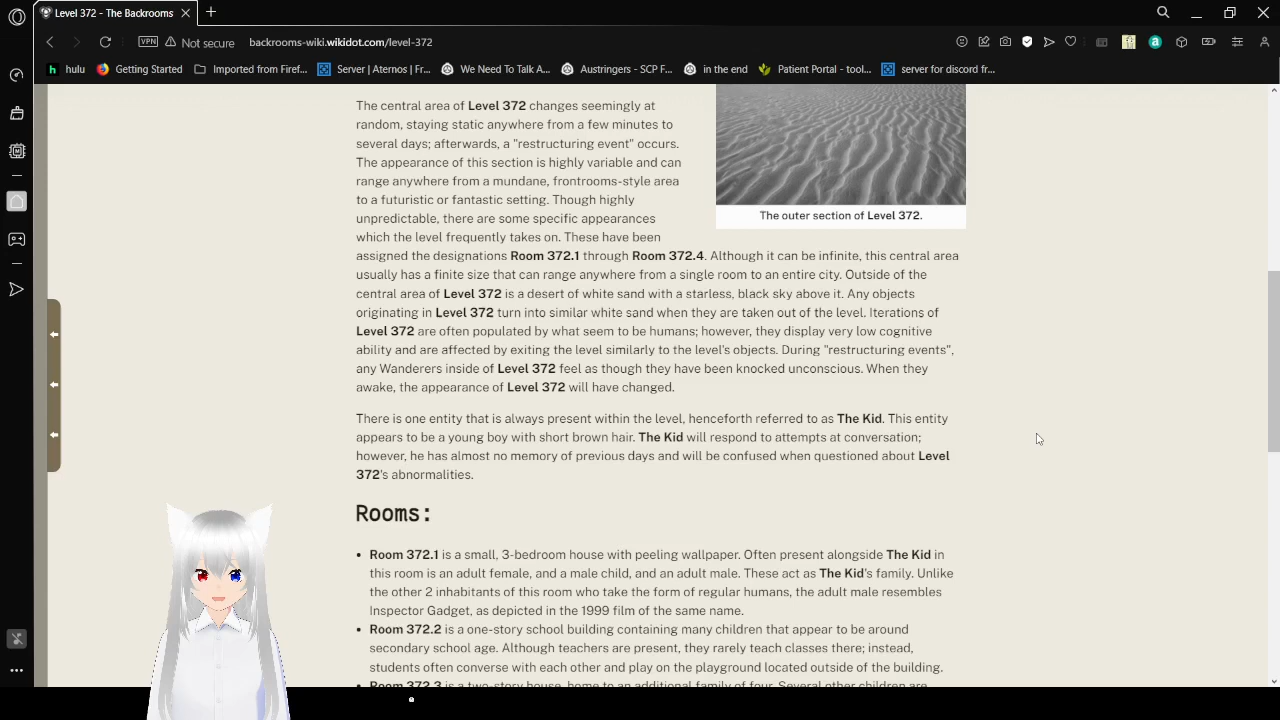 Level 372 - The Backrooms
VPN
Not secure
backrooms-wiki.wikidot.com/level-372
hulu
Getting Started
Imported from Firef...
Server | Aternos | Fr...
We Need To Talk A...
Austringers - SCP F...
in the end
Patient Portal - tool...
server for discord fr...
The central area of Level 372 changes seemingly at
random, staying static anywhere from a few minutes to
several days; afterwards, a "restructuring event" occurs.
The appearance of this section is highly variable and can
range anywhere from a mundane, frontrooms-style area
to a futuristic or fantastic setting. Though highly
unpredictable, there are some specific appearances
which the level frequently takes on. These have been
The outer section of Level 372.
assigned the designations Room 372.1 through Room 372.4. Although it can be infinite, this central area
usually has a finite size that can range anywhere from a single room to an entire city. Outside of the
central area of Level 372 is a desert of white sand with a starless, black sky above it. Any objects
originating in Level 372 turn into similar white sand when they are taken out of the level. Iterations of
Level 372 are often populated by what seem to be humans; however, they display very low cognitive
ability and are affected by exiting the level similarly to the level's objects. During "restructuring events",
any Wanderers inside of Level 372 feel as though they have been knocked unconscious. When they
awake, the appearance of Level 372 will have changed.
There is one entity that is always present within the level, henceforth referred to as The Kid. This entity
appears to be a young boy with short brown hair. The Kid will respond to attempts at conversation;
however, he has almost no memory of previous days and will be confused when questioned about Level
372's abnormalities.
Rooms:
• Room 372.1 is a small, 3-bedroom house with peeling wallpaper. Often present alongside The Kid in
this room is an adult female, and a male child, and an adult male. These act as The Kid's family. Unlike
the other 2 inhabitants of this room who take the form of regular humans, the adult male resembles
Inspector Gadget, as depicted in the 1999 film of the same name.
• Room 372.2 is a one-story school building containing many children that appear to be around
secondary school age. Although teachers are present, they rarely teach classes there; instead,
students often converse with each other and play on the playground located outside of the building.
• Room 372.3 is a two-story house, home to an additional family of four. Several other children are